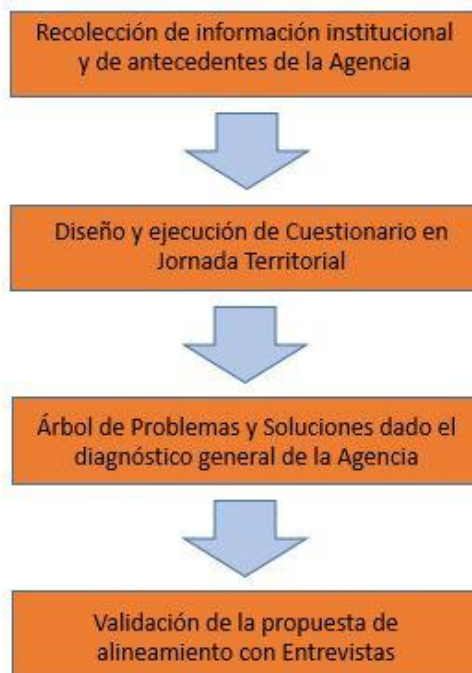 Recolección de información institucional
y de antecedentes de la Agencia
Diseño y ejecución de Cuestionario en
Jornada Territorial
Árbol de Problemas y Soluciones dado el
diagnóstico general de la Agencia
Validación de la propuesta de
alineamiento con Entrevistas